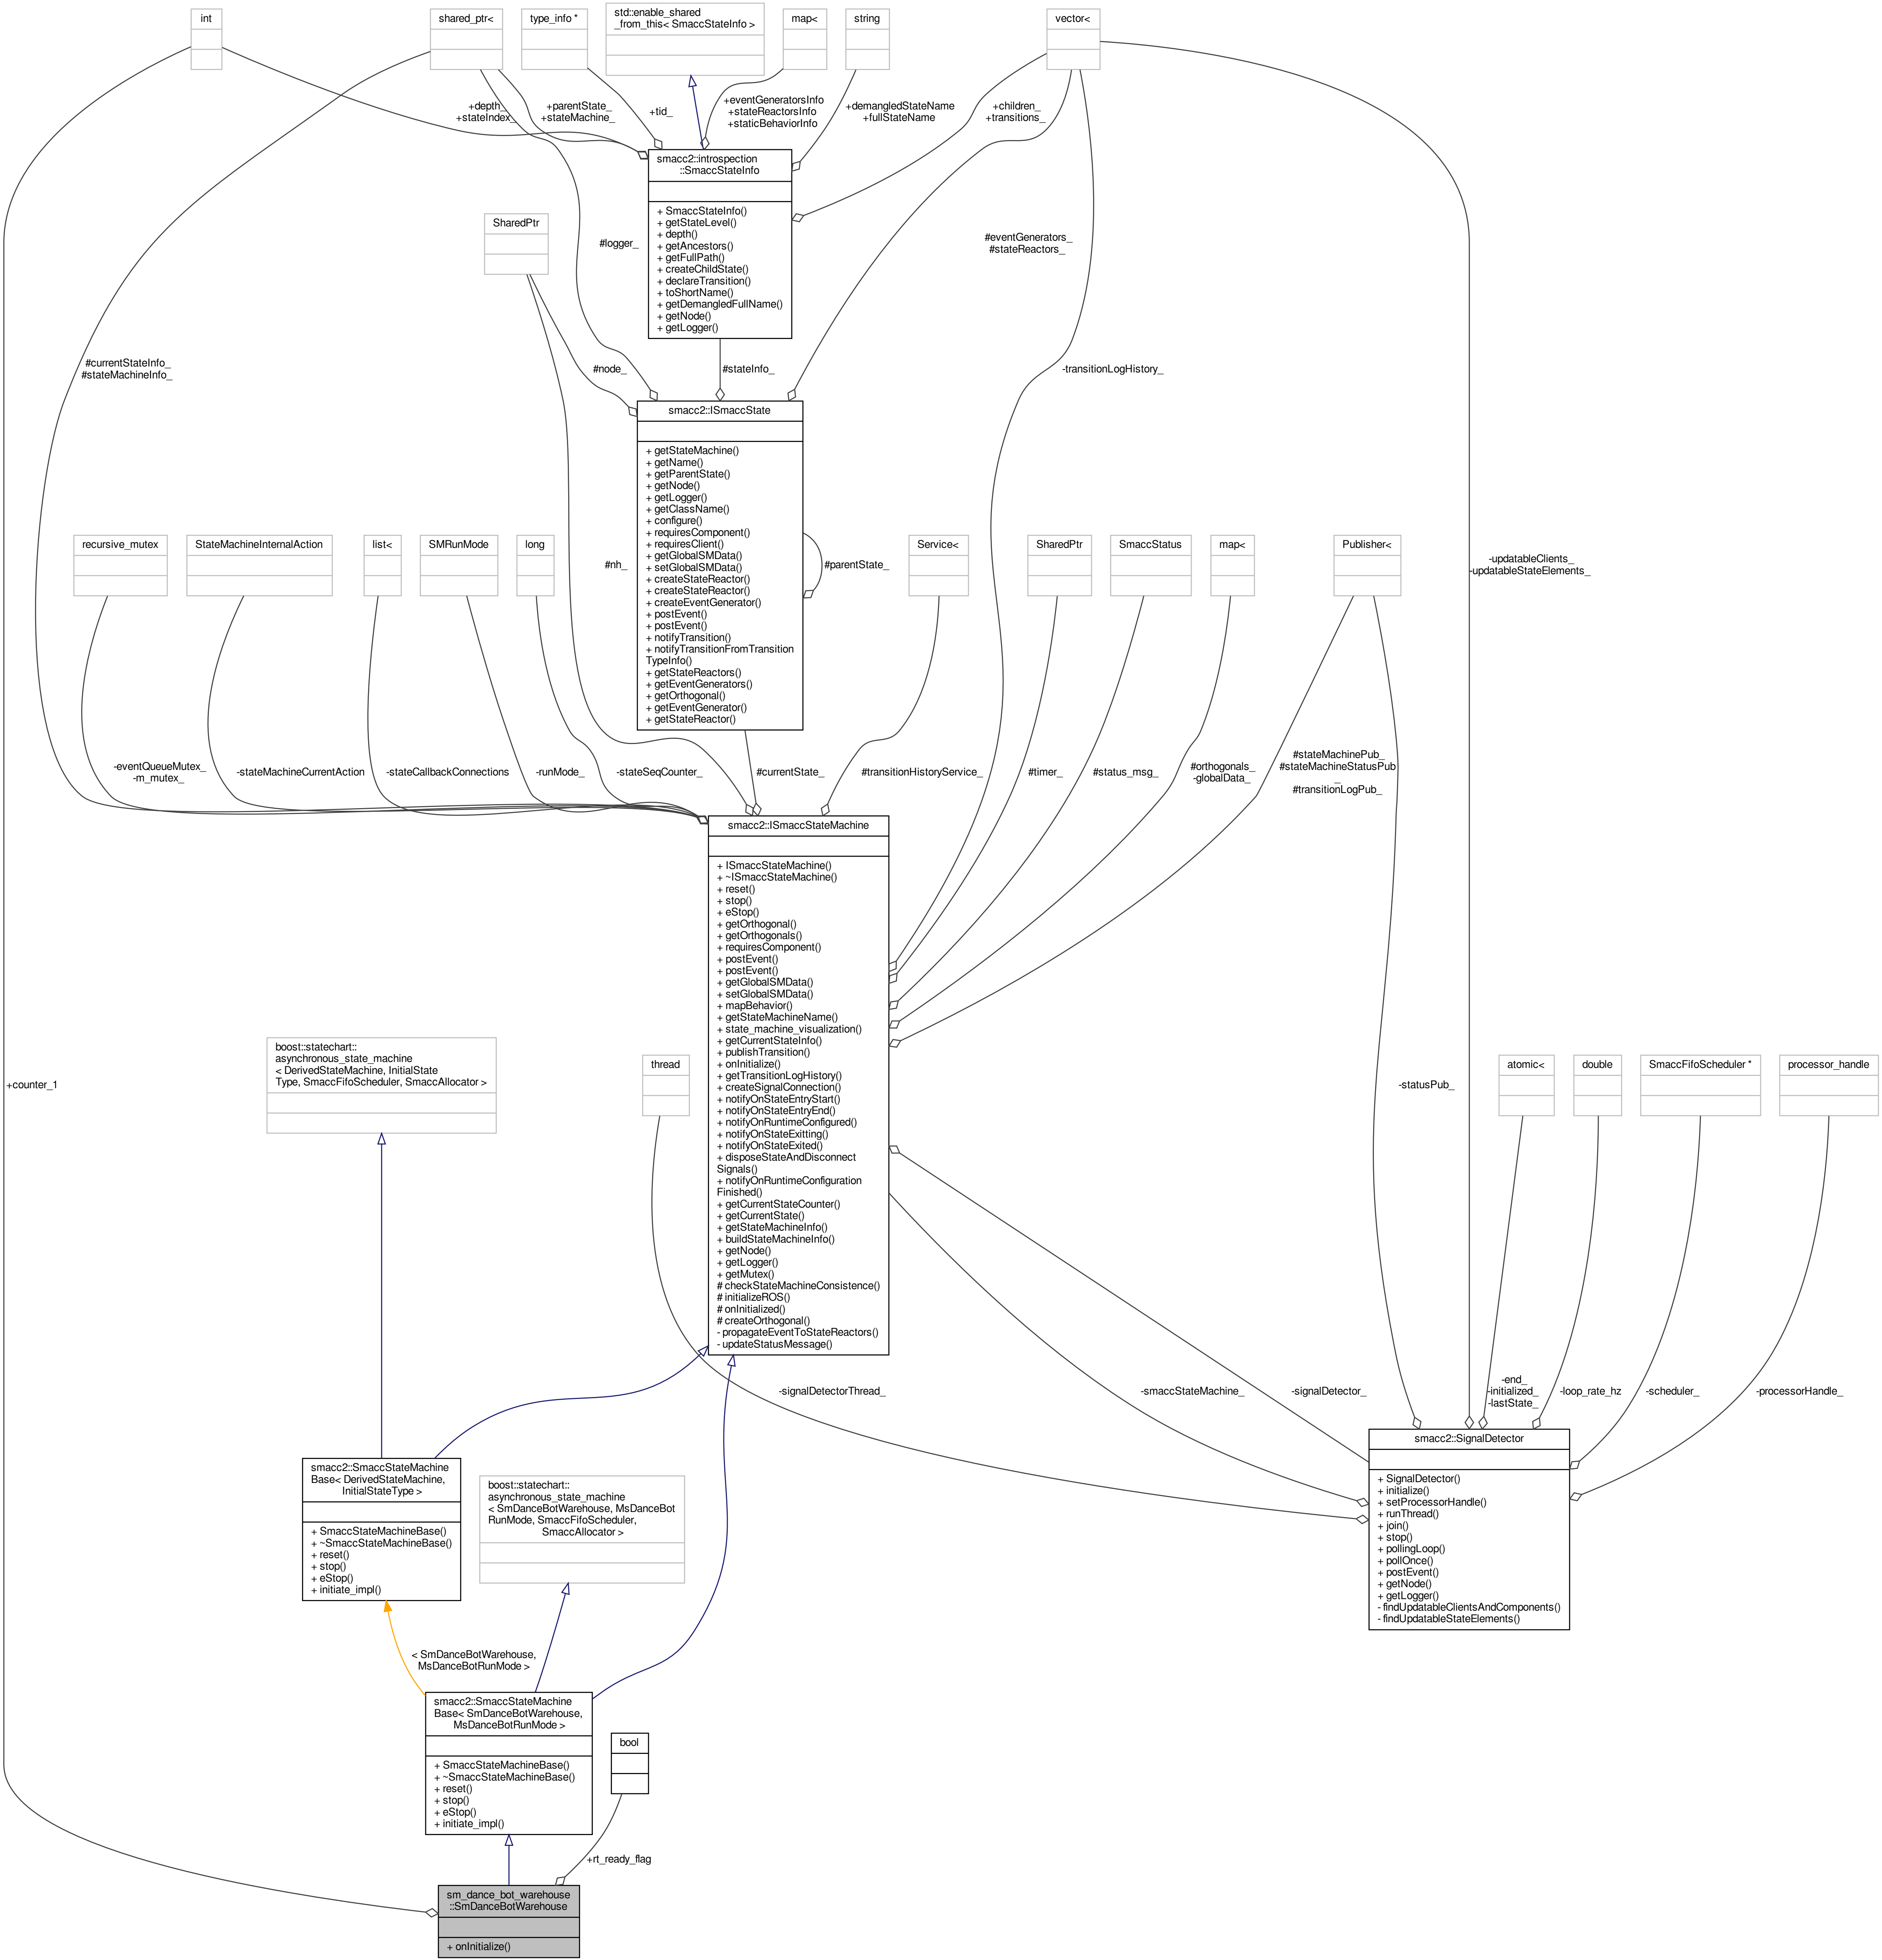 int
shared_ptr<
type_info *
std::enable_shared
_from_this< SmaccStateInfo >
map<
string
vector<
+depth_
+stateIndex_
+parentState_
+stateMachine_
+tid_
+eventGeneratorsInfo
+stateReactorsInfo
+staticBehaviorInfo
+demangledStateName
+fullStateName
+children_
+transitions_
smacc2::introspection
::SmaccStateInfo
+ SmaccStateInfo()
+ getStateLevel()
+ depth()
+ getAncestors()
+ getFullPath()
+ createChildState()
+ declareTransition()
+ toShortName()
+ getDemangledFullName()
+ getNode()
+ getLogger()
SharedPtr
#logger_
#eventGenerators_
#stateReactors_
#currentStateInfo_
#stateMachineInfo_
#node_
#stateInfo_
-transitionLogHistory_
smacc2::ISmaccState
+ getStateMachine()
+ getName()
+ getParentState()
+ getNode()
+ getLogger()
+ getClassName()
+ configure()
+ requiresComponent()
+ requiresClient()
+ getGlobalSMData()
+ setGlobalSMData()
+ createStateReactor()
+ createStateReactor()
+ createEventGenerator()
+ postEvent()
+ postEvent()
+ notifyTransition()
+ notifyTransitionFromTransition
TypeInfo()
+ getStateReactors()
+ getEventGenerators()
+ getOrthogonal()
+ getEventGenerator()
+ getStateReactor()
recursive_mutex
StateMachineInternalAction
list<
SMRunMode
long
#nh_
#parentState_
Service<
SharedPtr
SmaccStatus
map<
Publisher<
-updatableClients_
-updatableStateElements_
-eventQueueMutex_
-m_mutex_
-stateMachineCurrentAction
-stateCallbackConnections
-runMode_
-stateSeqCounter_
#currentState_
#transitionHistoryService_
#timer_
#status_msg_
#orthogonals_
-globalData_
#stateMachinePub_
#stateMachineStatusPub
_
#transitionLogPub_
smacc2::ISmaccStateMachine
+ ISmaccStateMachine()
+ ~ISmaccStateMachine()
+ reset()
+ stop()
+ eStop()
+ getOrthogonal()
+ getOrthogonals()
+ requiresComponent()
+ postEvent()
+ postEvent()
+ getGlobalSMData()
+ setGlobalSMData()
+ mapBehavior()
+ getStateMachineName()
+ state_machine_visualization()
+ getCurrentStateInfo()
+ publishTransition()
+ onInitialize()
+ getTransitionLogHistory()
+ createSignalConnection()
+ notifyOnStateEntryStart()
+ notifyOnStateEntryEnd()
+ notifyOnRuntimeConfigured()
+ notifyOnStateExitting()
+ notifyOnStateExited()
+ disposeStateAndDisconnect
Signals()
+ notifyOnRuntimeConfiguration
Finished()
+ getCurrentStateCounter()
+ getCurrentState()
+ getStateMachineInfo()
+ buildStateMachineInfo()
+ getNode()
+ getLogger()
+ getMutex()
# checkStateMachineConsistence()
# initializeROS()
# onInitialized()
# createOrthogonal()
- propagateEventToStateReactors()
- updateStatusMessage()
+counter_1
boost::statechart::
asynchronous_state_machine
< DerivedStateMachine, InitialState
Type, SmaccFifoScheduler, SmaccAllocator >
thread
-statusPub_
atomic<
double
SmaccFifoScheduler *
processor_handle
-signalDetectorThread_
-smaccStateMachine_
-signalDetector_
-end_
-initialized_
-lastState_
-loop_rate_hz
-scheduler_
-processorHandle_
smacc2::SignalDetector
+ SignalDetector()
+ initialize()
+ setProcessorHandle()
+ runThread()
+ join()
+ stop()
+ pollingLoop()
+ pollOnce()
+ postEvent()
+ getNode()
+ getLogger()
- findUpdatableClientsAndComponents()
- findUpdatableStateElements()
smacc2::SmaccStateMachine
Base< DerivedStateMachine,
InitialStateType >
+ SmaccStateMachineBase()
+ ~SmaccStateMachineBase()
+ reset()
+ stop()
+ eStop()
+ initiate_impl()
boost::statechart::
asynchronous_state_machine
< SmDanceBotWarehouse, MsDanceBot
RunMode, SmaccFifoScheduler,
SmaccAllocator >
< SmDanceBotWarehouse,
MsDanceBotRunMode >
smacc2::SmaccStateMachine
Base< SmDanceBotWarehouse,
MsDanceBotRunMode >
+ SmaccStateMachineBase()
+ ~SmaccStateMachineBase()
+ reset()
+ stop()
+ eStop()
+ initiate_impl()
bool
+rt_ready_flag
sm_dance_bot_warehouse
::SmDanceBotWarehouse
+ onInitialize()